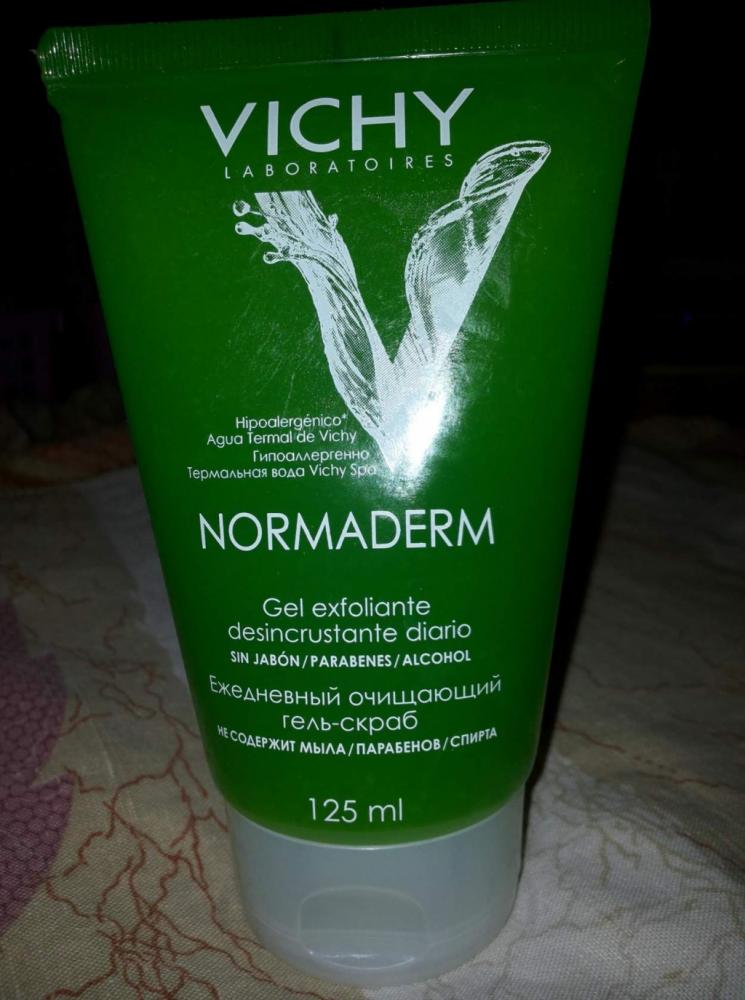 VICHY
LABORATOIRES
Hipoalergénico*
Agua Termal de Vichy
Гипоаллергенно
Термальная вода Vichy Spa
NORMADERM
Gel exfoliante
desincrustante diario
SIN JABÓN/PARABENES/ALCOHOL
Ежедневный очищающий
гель-скраб
НЕ СОДЕРЖИТ МЫЛА/ПАРАБЕНОВ/СПИРТА
125 ml